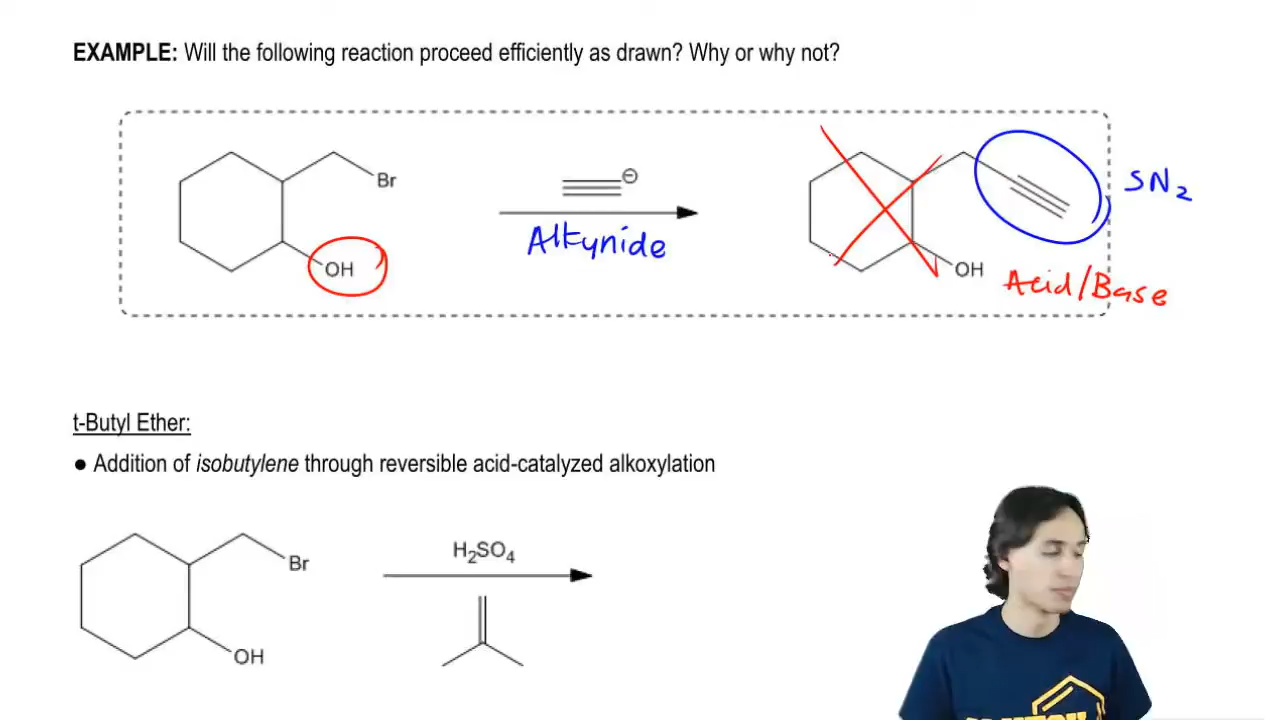 EXAMPLE: Will the following reaction proceed efficiently as drawn? Why or why not?
Br
OH
⊖
Alkynide
OH
SN2
Acid/Base
t-Butyl Ether:
● Addition of isobutylene through reversible acid-catalyzed alkoxylation
Br
OH
H2SO4